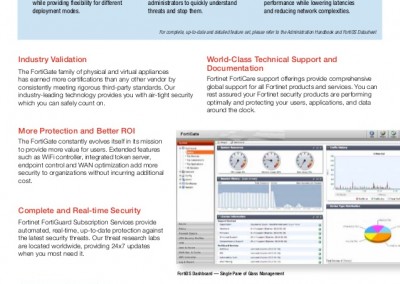 while providing flexibility for different
deployment modes.
administrators to quickly understand
threats and stop them.
performance while lowering latencies
and reducing network complexities.
For complete, up-to-date and detailed feature set, please refer to the Administration Handbook and FortiOS Datasheet
Industry Validation
The FortiGate family of physical and virtual appliances
has earned more certifications than any other vendor by
consistently meeting rigorous third-party standards. Our
industry-leading technology provides you with air-tight security
which you can safely count on.
More Protection and Better ROI
The FortiGate constantly evolves itself in its mission
to provide more value for users. Extended features
such as WiFi controller, integrated token server,
endpoint control and WAN optimization add more
security to organizations without incurring additional
cost.
Complete and Real-time Security
Fortinet FortiGuard Subscription Services provide
automated, real-time, up-to-date protection against
the latest security threats. Our threat research labs
are located worldwide, providing 24x7 updates
when you most need it.
World-Class Technical Support and
Documentation
Fortinet FortiCare support offerings provide comprehensive
global support for all Fortinet products and services. You can
rest assured your Fortinet security products are performing
optimally and protecting your users, applications, and data
around the clock.
FortiGate
FortiOS Dashboard — Single Pane of Glass Management